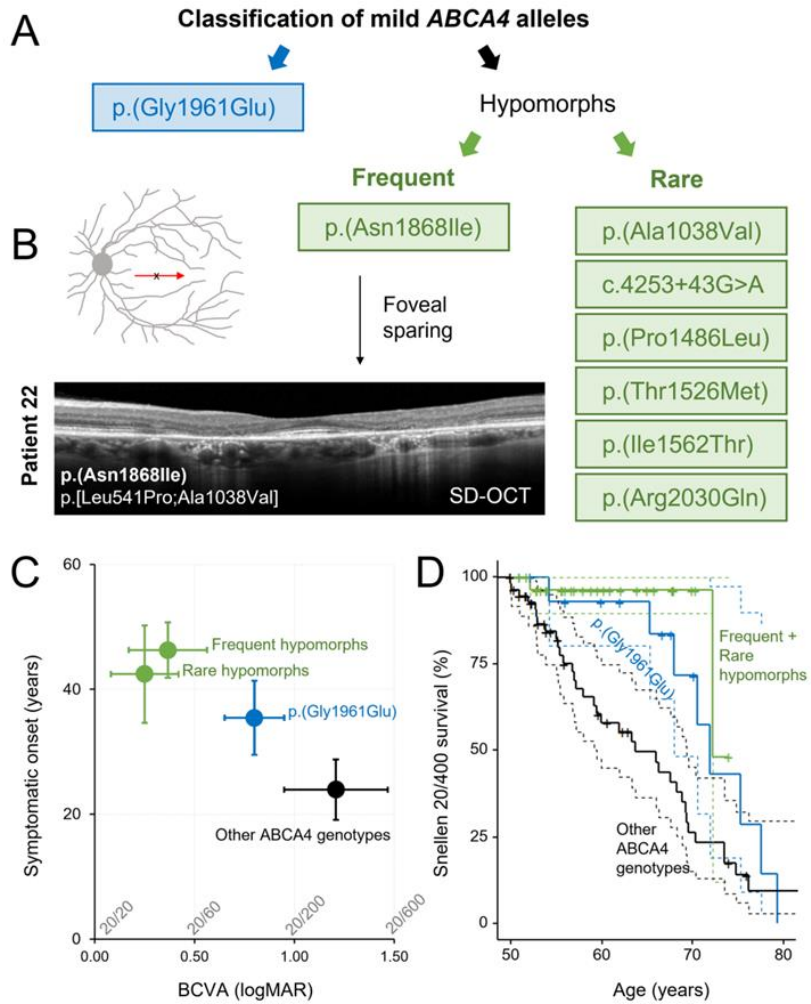 A
Classification of mild ABCA4 alleles
p.(Gly1961Glu)
Hypomorphs
Frequent
Rare
p.(Asn1868Ile)
p.(Ala1038Val)
c.4253+43G>A
p.(Pro1486Leu)
p.(Thr1526Met)
p.(Ile1562Thr)
p.(Arg2030Gln)
B
x
Foveal
sparing
Patient 22
p.(Asn1868Ile)
p.[Leu541Pro;Ala1038Val]
SD-OCT
C
60
40
20
0
Symptomatic onset (years)
Frequent hypomorphs
Rare hypomorphs
p.(Gly1961Glu)
Other ABCA4 genotypes
20/20
20/60
20/200
20/600
0.00
0.50
1.00
1.50
BCVA (logMAR)
D
100
75
50
25
0
Snellen 20/400 survival (%)
p.(Gly1961Glu)
Frequent +
Rare
hypomorphs
Other
ABCA4
genotypes
50
60
70
80
Age (years)